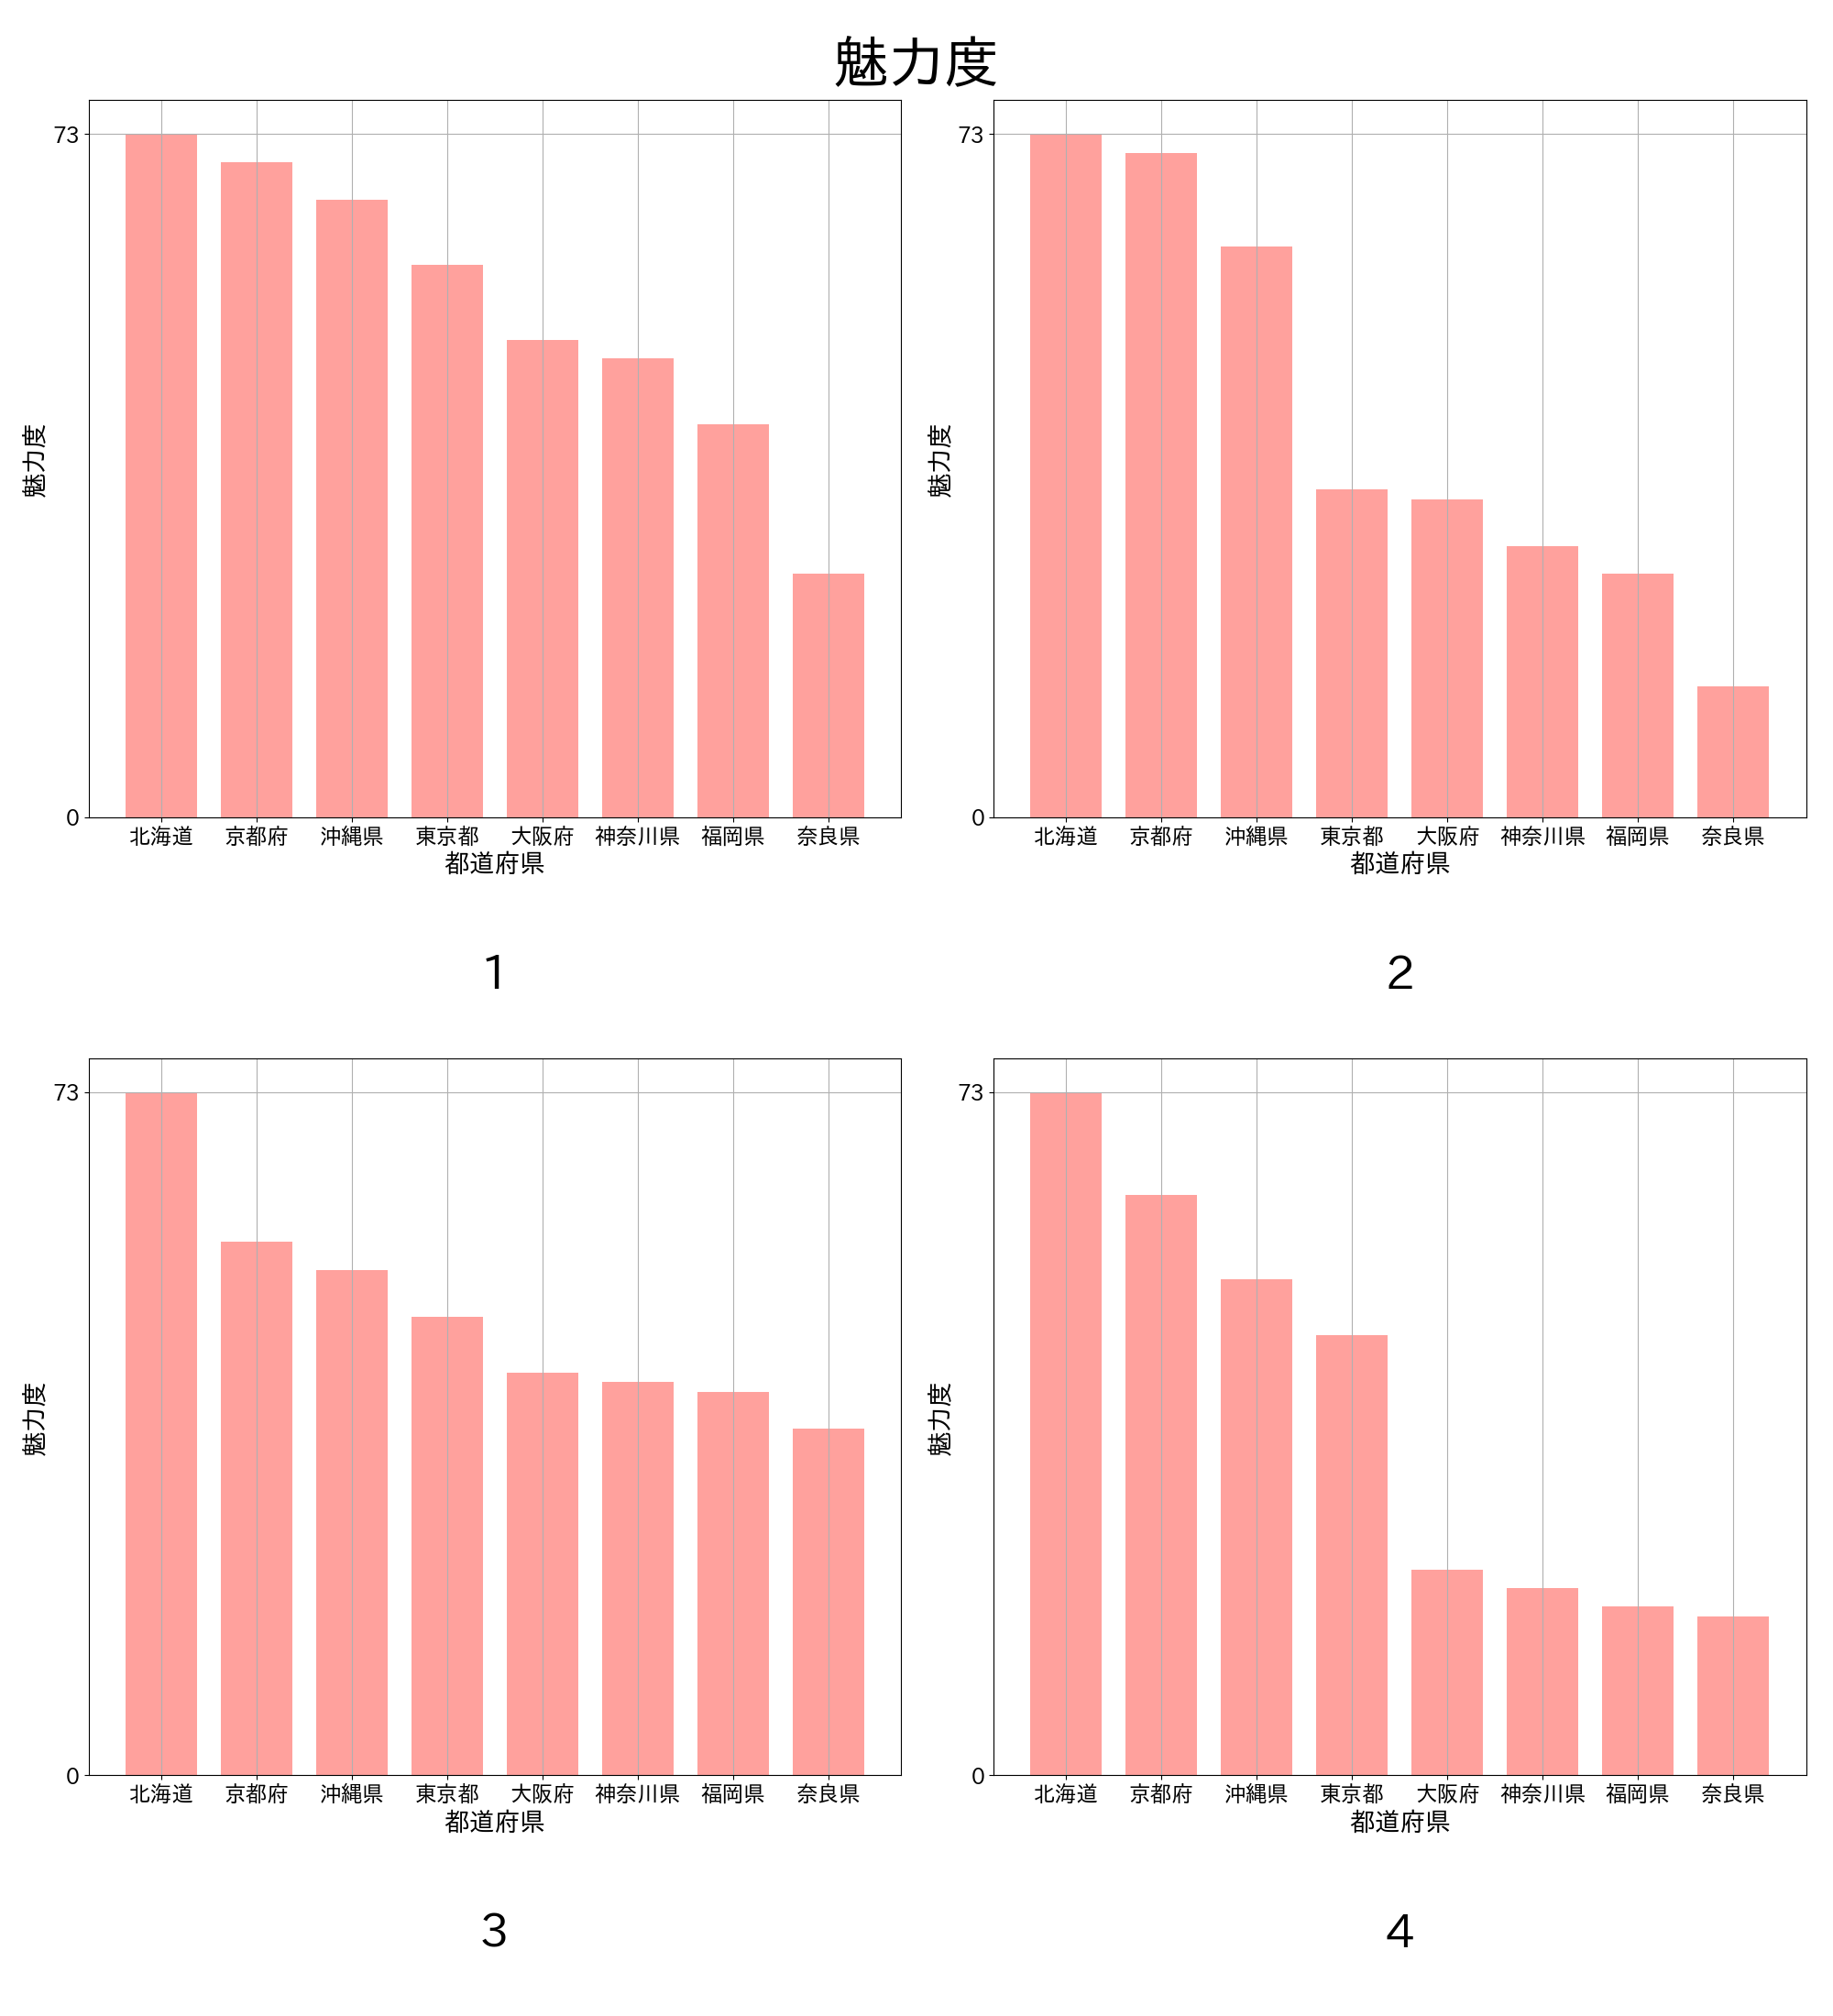 魅力度
73
0
魅力度
北海道 京都府 沖縄県 東京都 大阪府 神奈川県 福岡県 奈良県
都道府県
1
73
0
魅力度
北海道 京都府 沖縄県 東京都 大阪府 神奈川県 福岡県 奈良県
都道府県
2
73
0
魅力度
北海道 京都府 沖縄県 東京都 大阪府 神奈川県 福岡県 奈良県
都道府県
3
73
0
魅力度
北海道 京都府 沖縄県 東京都 大阪府 神奈川県 福岡県 奈良県
都道府県
4